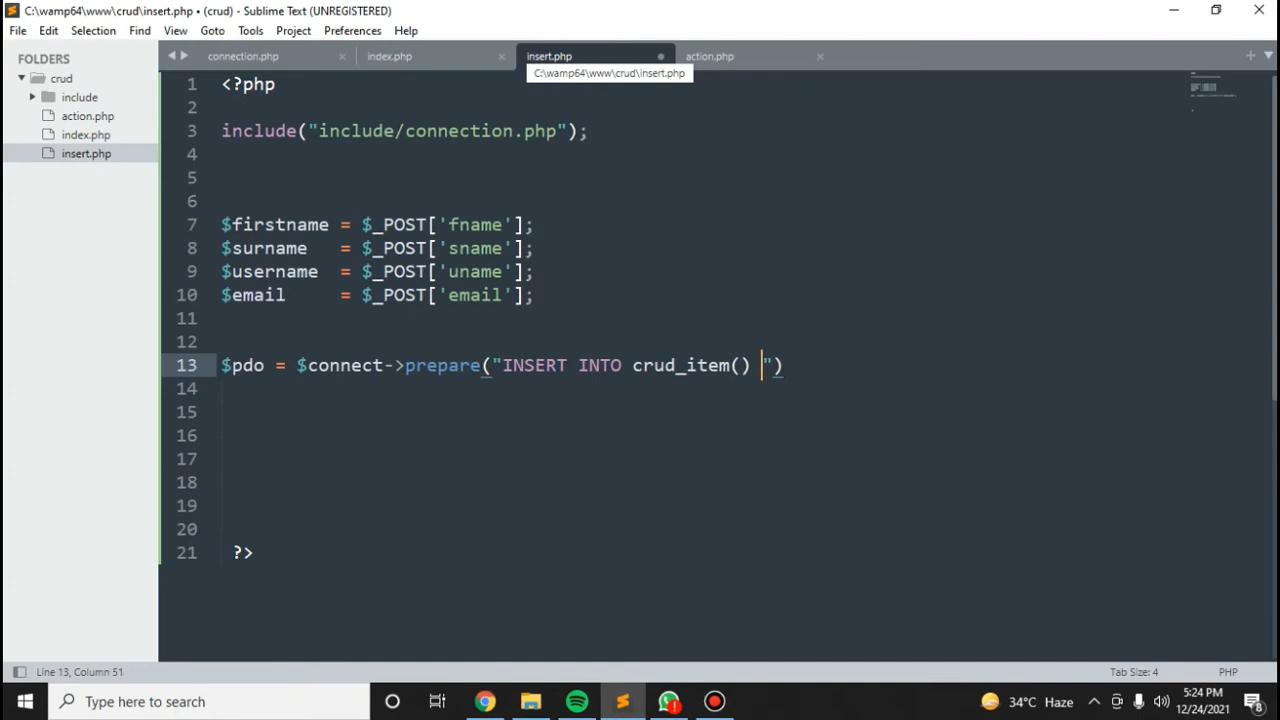 C:\wamp64\www\crud\insert.php • (crud) - Sublime Text (UNREGISTERED)
File Edit Selection Find View Goto Tools Project Preferences Help
FOLDERS
crud
include
action.php
index.php
insert.php
connection.php index.php insert.php action.php
C:\wamp64\www\crud\insert.php
1 <?php
2
3 include("include/connection.php");
4
5
6
7 $firstname = $_POST['fname'];
8 $surname   = $_POST['sname'];
9 $username  = $_POST['uname'];
10 $email     = $_POST['email'];
11
12
13 $pdo = $connect->prepare("INSERT INTO crud_item() ")
14
15
16
17
18
19
20
21 ?>
Line 13, Column 51
Tab Size: 4 PHP
Type here to search
34°C Haze
5:24 PM
12/24/2021
8